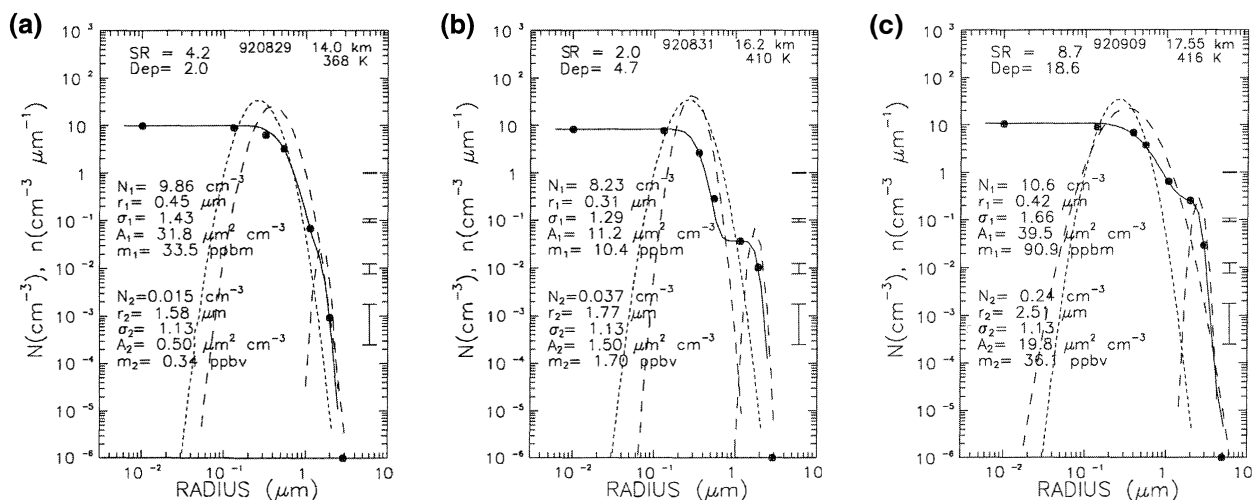 (a)
SR = 4.2 920829 14.0 km
Dep= 2.0 368 K
N₁= 9.86 cm⁻³
r₁= 0.45 μm
σ₁= 1.43
A₁= 31.8 μm² cm⁻³
m₁= 33.5 ppbm
N₂=0.015 cm⁻³
r₂= 1.58 μm
σ₂= 1.13
A₂= 0.50 μm² cm⁻³
m₂= 0.34 ppbv
N(cm⁻³), n(cm⁻³ μm⁻¹)
10³
10²
10
1
10⁻¹
10⁻²
10⁻³
10⁻⁴
10⁻⁵
10⁻⁶
10⁻² 10⁻¹ 1 10
RADIUS (μm)
(b)
SR = 2.0 920831 16.2 km
Dep= 4.7 410 K
N₁= 8.23 cm⁻³
r₁= 0.31 μm
σ₁= 1.29
A₁= 11.2 μm² cm⁻³
m₁= 10.4 ppbm
N₂=0.037 cm⁻³
r₂= 1.77 μm
σ₂= 1.13
A₂= 1.50 μm² cm⁻³
m₂= 1.70 ppbv
N(cm⁻³), n(cm⁻³ μm⁻¹)
10³
10²
10
1
10⁻¹
10⁻²
10⁻³
10⁻⁴
10⁻⁵
10⁻⁶
10⁻² 10⁻¹ 1 10
RADIUS (μm)
(c)
SR = 8.7 920909 17.55 km
Dep= 18.6 416 K
N₁= 10.6 cm⁻³
r₁= 0.42 μm
σ₁= 1.66
A₁= 39.5 μm² cm⁻³
m₁= 90.9 ppbm
N₂= 0.24 cm⁻³
r₂= 2.51 μm
σ₂= 1.13
A₂= 19.8 μm² cm⁻³
m₂= 36.1 ppbv
N(cm⁻³), n(cm⁻³ μm⁻¹)
10³
10²
10
1
10⁻¹
10⁻²
10⁻³
10⁻⁴
10⁻⁵
10⁻⁶
10⁻² 10⁻¹ 1 10
RADIUS (μm)